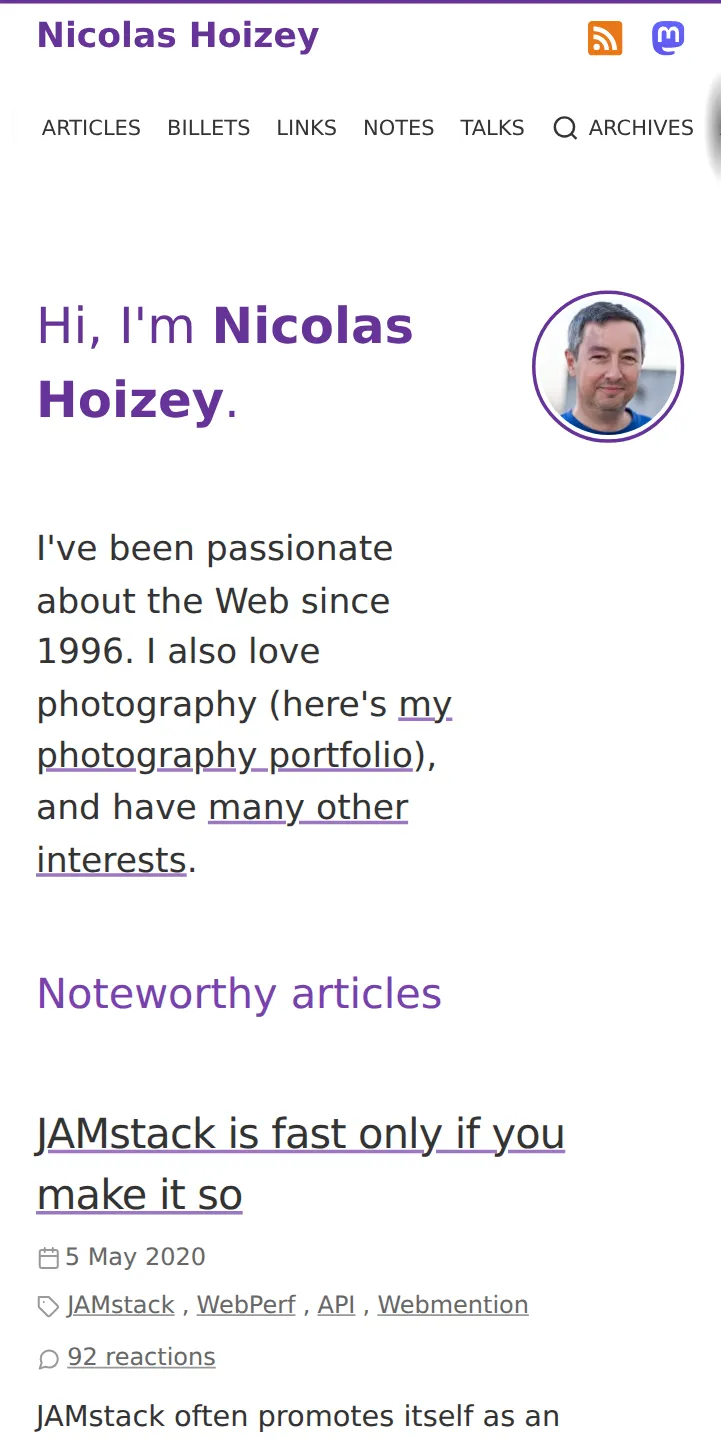 Nicolas Hoizey
ARTICLES BILLETS LINKS NOTES TALKS ARCHIVES
Hi, I'm Nicolas
Hoizey.
I've been passionate
about the Web since
1996. I also love
photography (here's my
photography portfolio),
and have many other
interests.
Noteworthy articles
JAMstack is fast only if you
make it so
5 May 2020
JAMstack , WebPerf , API , Webmention
92 reactions
JAMstack often promotes itself as an